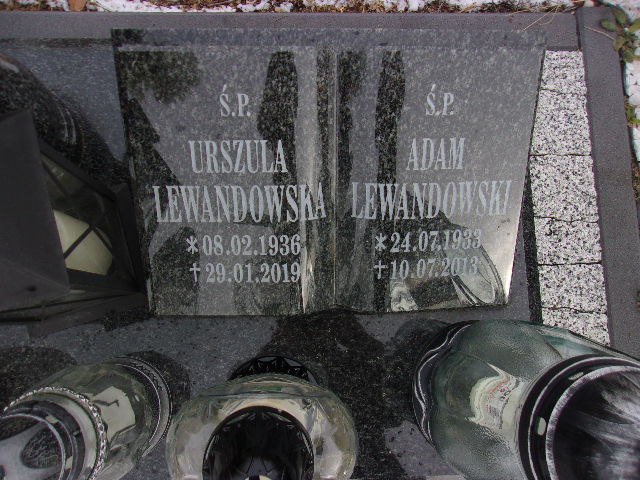 Ś.P.
URSZULA
LEWANDOWSKA
*08.02.1936
†29.01.2019
Ś.P.
ADAM
LEWANDOWSKI
*24.07.1933
†10.07.2013